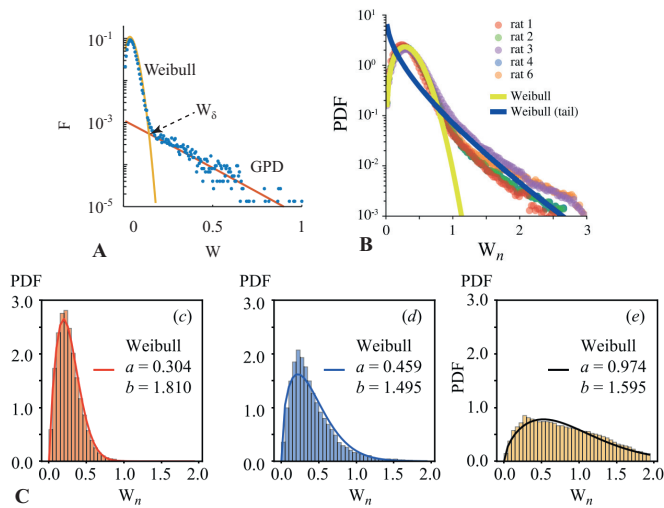 10⁻¹
F
10⁻³
10⁻⁵
Weibull
W_δ
GPD
0 0.5 1
W
A
PDF
10¹
10⁰
10⁻¹
10⁻²
10⁻³
rat 1
rat 2
rat 3
rat 4
rat 6
Weibull
Weibull (tail)
0 1 2 3
W_n
B
PDF
3.0
2.0
1.0
0.0
(c)
Weibull
a = 0.304
b = 1.810
0.0 0.5 1.0 1.5 2.0
W_n
C
PDF
3.0
2.0
1.0
0.0
(d)
Weibull
a = 0.459
b = 1.495
0.0 0.5 1.0 1.5 2.0
W_n
PDF
3.0
2.0
1.0
0.0
(e)
Weibull
a = 0.974
b = 1.595
0.0 0.5 1.0 1.5 2.0
W_n